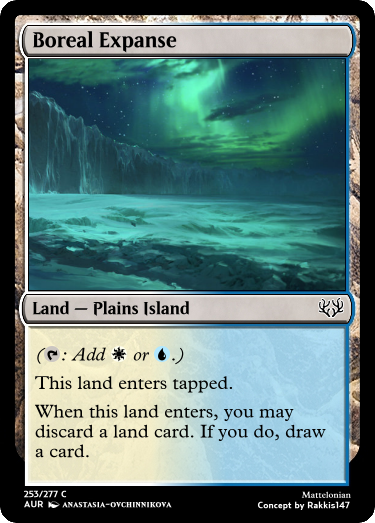 Boreal Expanse
Land — Plains Island
(: Add or .)
This land enters tapped.
When this land enters, you may
discard a land card. If you do, draw
a card.
253/277 C
AUR ANASTASIA-OVCHINNIKOVA
Mattelonian
Concept by Rakkis147